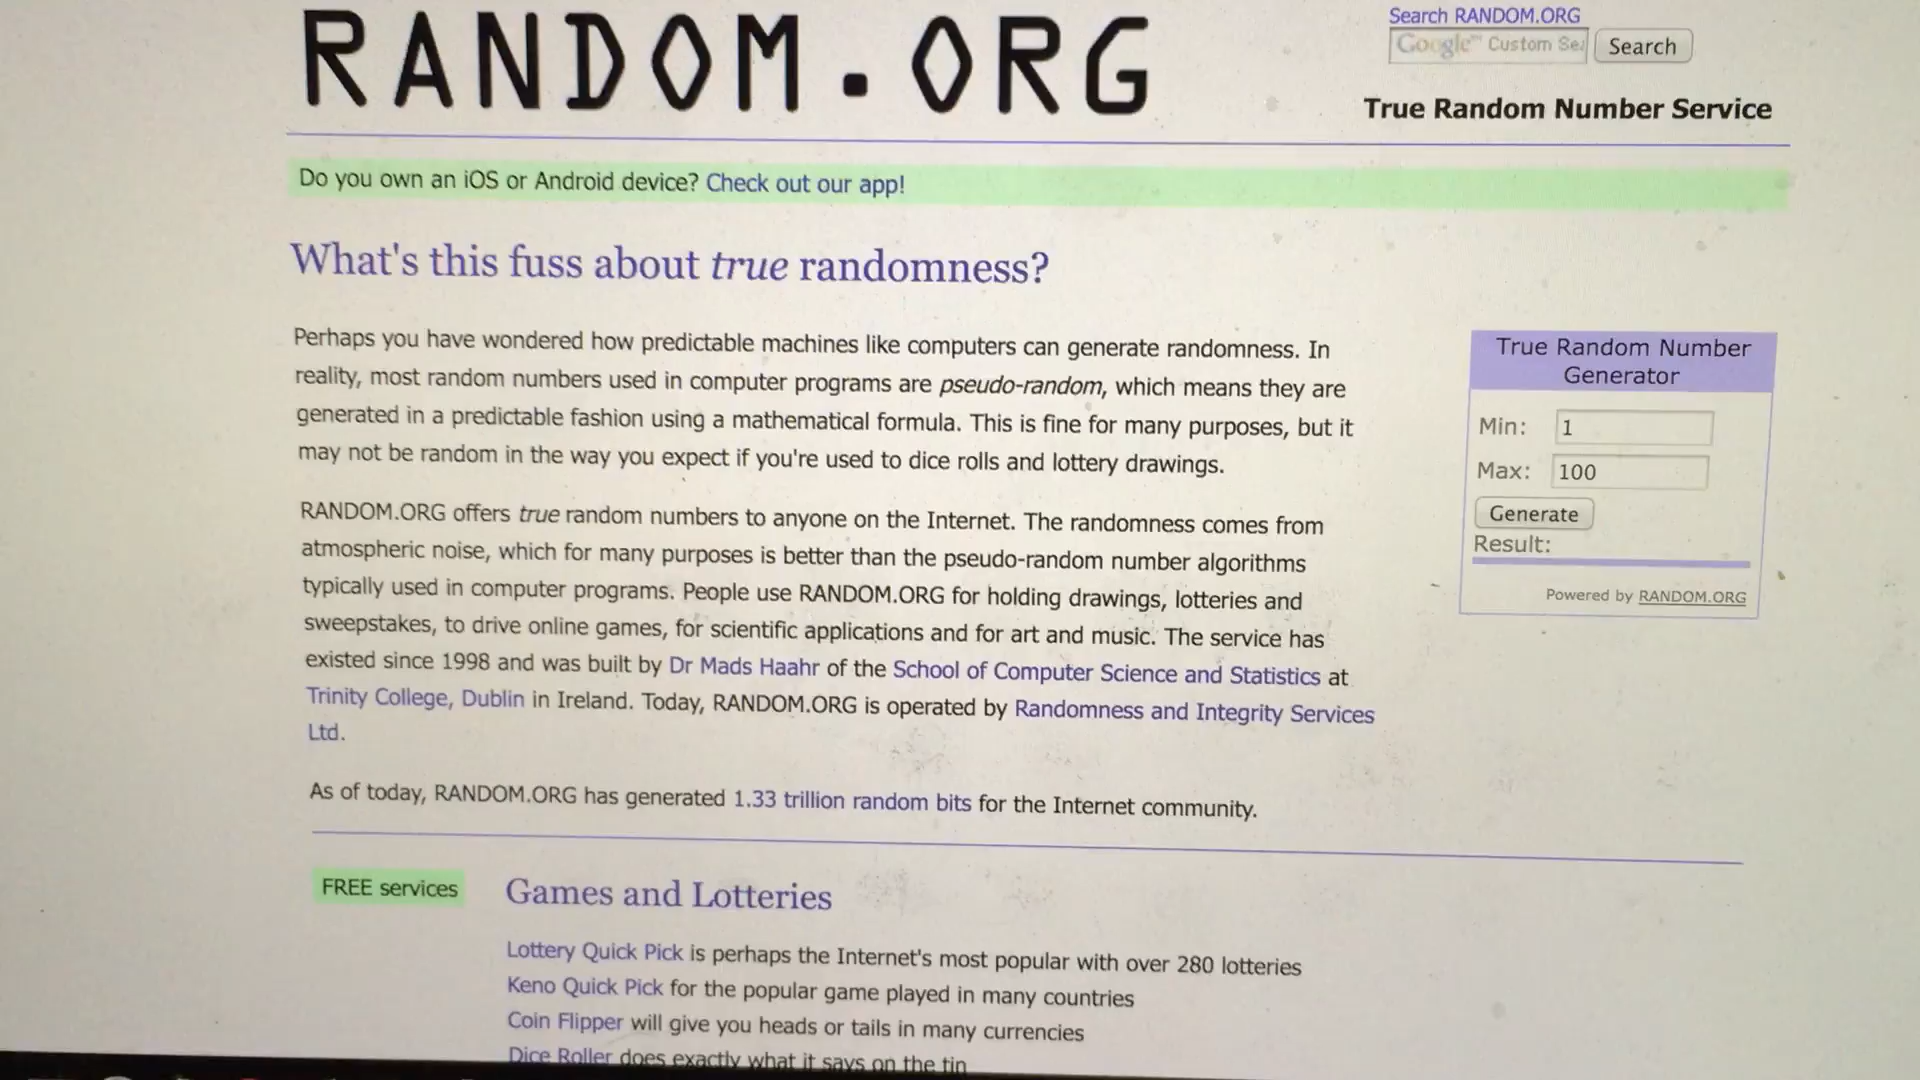 RANDOM.ORG
Search RANDOM.ORG
Google™ Custom Sea
Search
True Random Number Service
Do you own an iOS or Android device? Check out our app!
What's this fuss about true randomness?
Perhaps you have wondered how predictable machines like computers can generate randomness. In
reality, most random numbers used in computer programs are pseudo-random, which means they are
generated in a predictable fashion using a mathematical formula. This is fine for many purposes, but it
may not be random in the way you expect if you're used to dice rolls and lottery drawings.
RANDOM.ORG offers true random numbers to anyone on the Internet. The randomness comes from
atmospheric noise, which for many purposes is better than the pseudo-random number algorithms
typically used in computer programs. People use RANDOM.ORG for holding drawings, lotteries and
sweepstakes, to drive online games, for scientific applications and for art and music. The service has
existed since 1998 and was built by Dr Mads Haahr of the School of Computer Science and Statistics at
Trinity College, Dublin in Ireland. Today, RANDOM.ORG is operated by Randomness and Integrity Services
Ltd.
As of today, RANDOM.ORG has generated 1.33 trillion random bits for the Internet community.
True Random Number
Generator
Min: 1
Max: 100
Generate
Result:
Powered by RANDOM.ORG
FREE services
Games and Lotteries
Lottery Quick Pick is perhaps the Internet's most popular with over 280 lotteries
Keno Quick Pick for the popular game played in many countries
Coin Flipper will give you heads or tails in many currencies
Dice Roller does exactly what it says on the tin